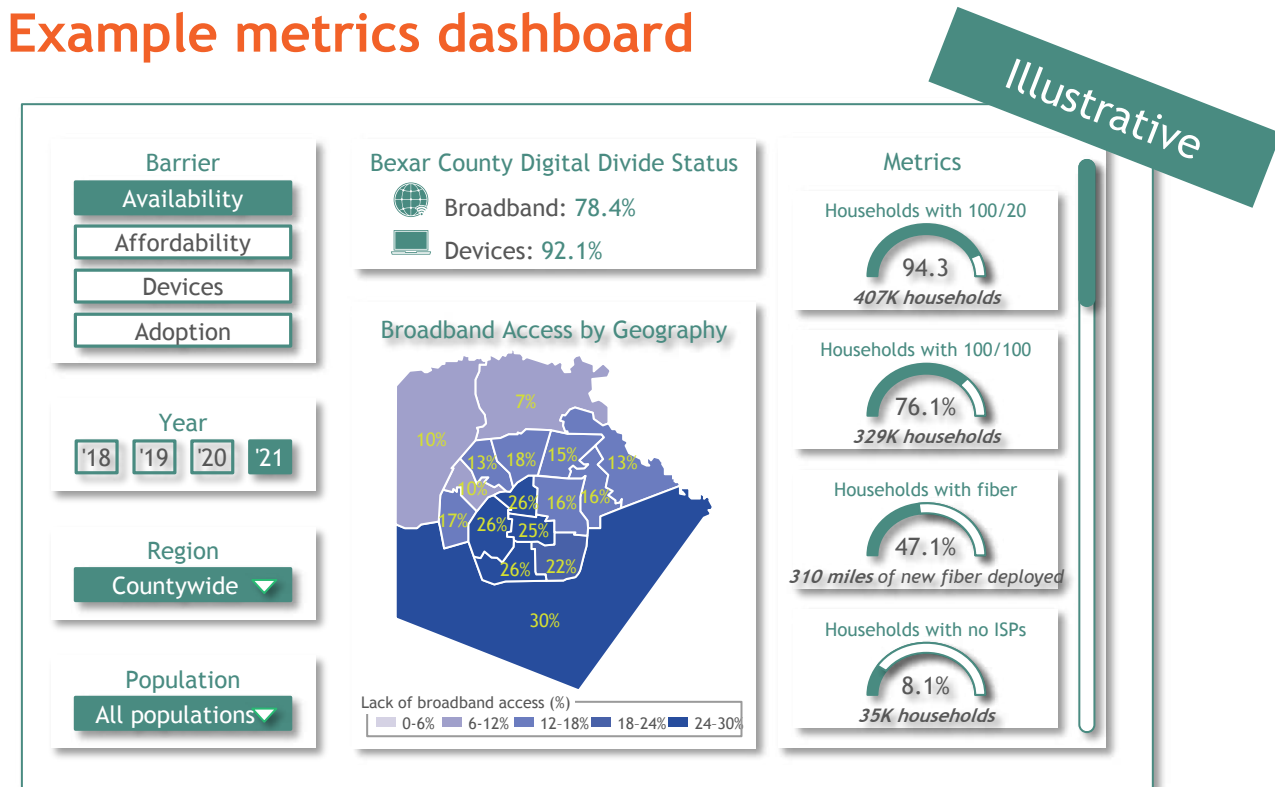 Example metrics dashboard
Illustrative
Barrier
Availability
Affordability
Devices
Adoption
Year
'18 '19 '20 '21
Region
Countywide
Population
All populations
Bexar County Digital Divide Status
Broadband: 78.4%
Devices: 92.1%
Broadband Access by Geography
7%
10%
13% 18% 15% 13%
10%
26% 16% 16%
17% 26% 25%
26% 22%
30%
Lack of broadband access (%)
0-6% 6-12% 12-18% 18-24% 24-30%
Metrics
Households with 100/20
94.3
407K households
Households with 100/100
76.1%
329K households
Households with fiber
47.1%
310 miles of new fiber deployed
Households with no ISPs
8.1%
35K households